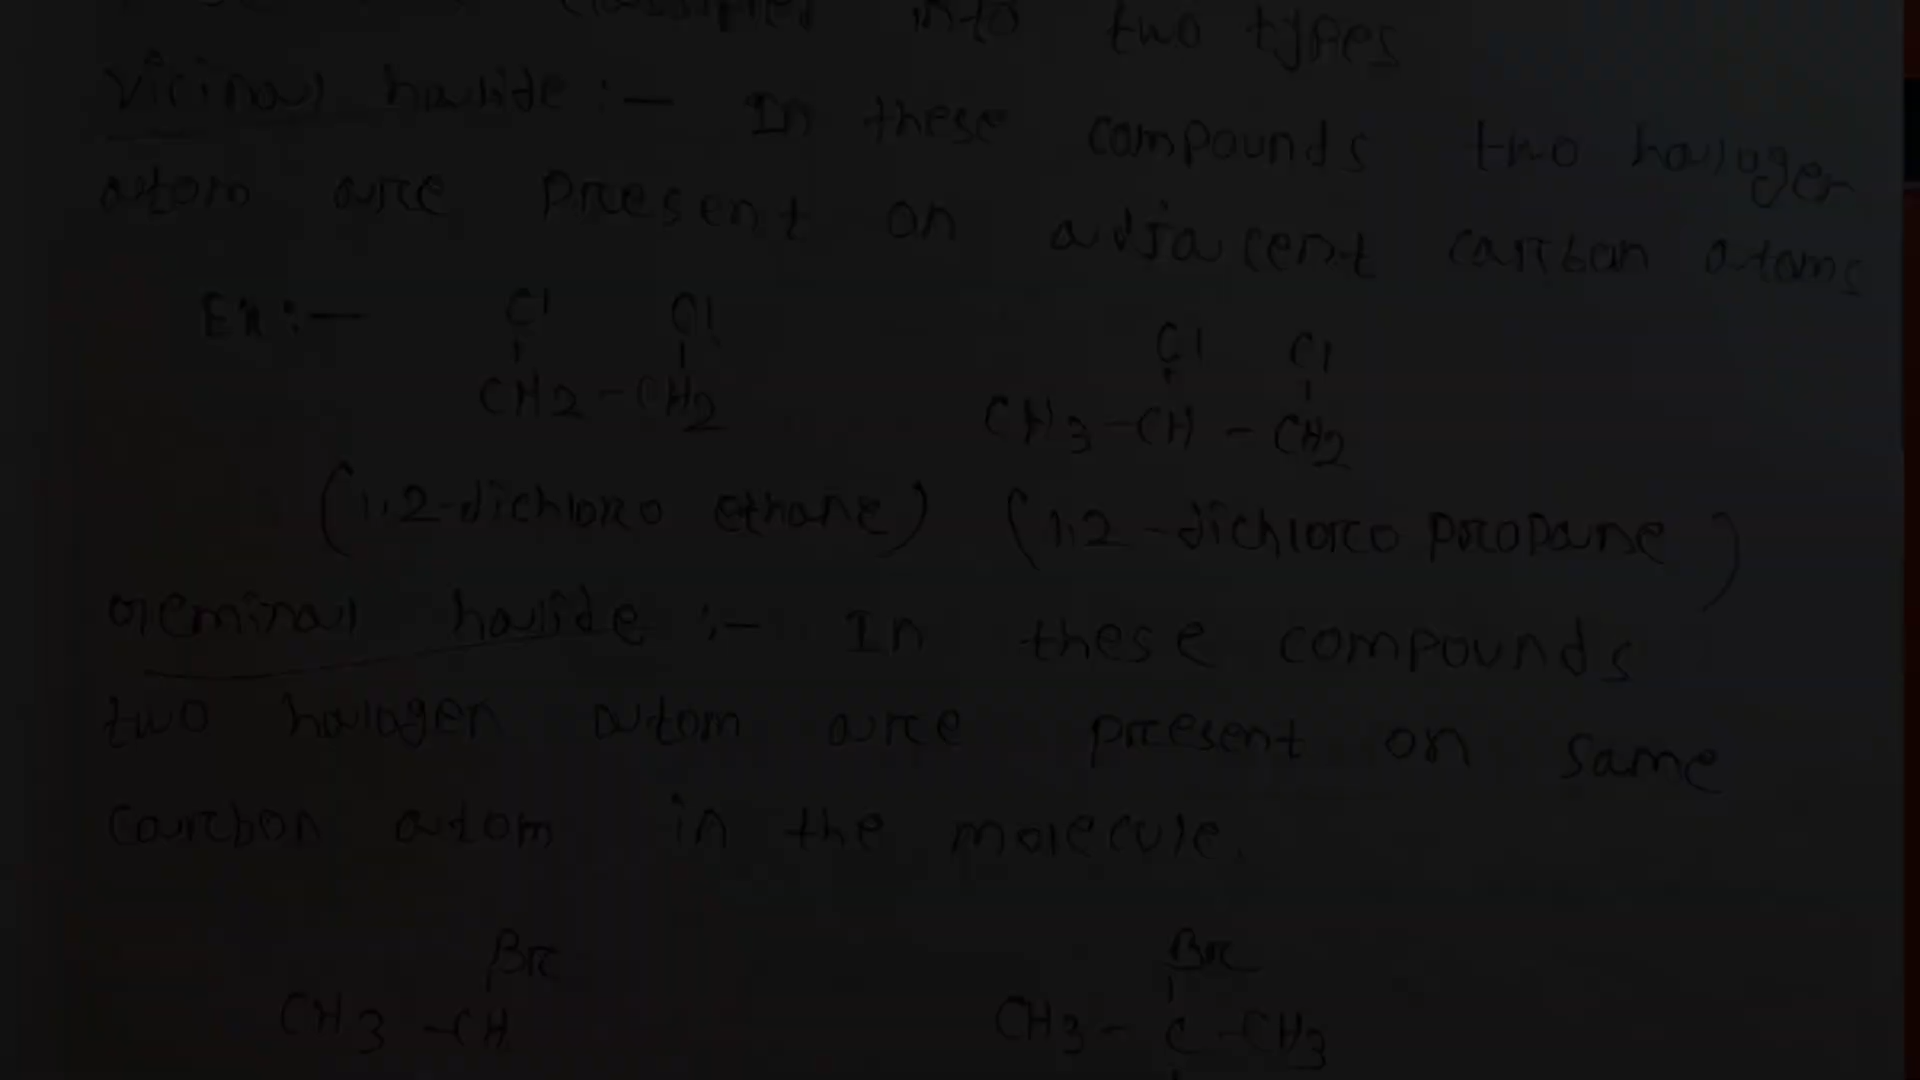 classified into two types
vicinal halide :- In these compounds two halogen
atom are present on adjacent carbon atoms
Ex :- Cl Cl Cl Cl
CH2 - CH2 CH3 - CH - CH2
(1,2-dichloro ethane) (1,2-dichloro propane)
Geminal halide :- In these compounds
two halogen atom are present on same
carbon atom in the molecule.
Br Br
CH3 - CH CH3 - C - CH3